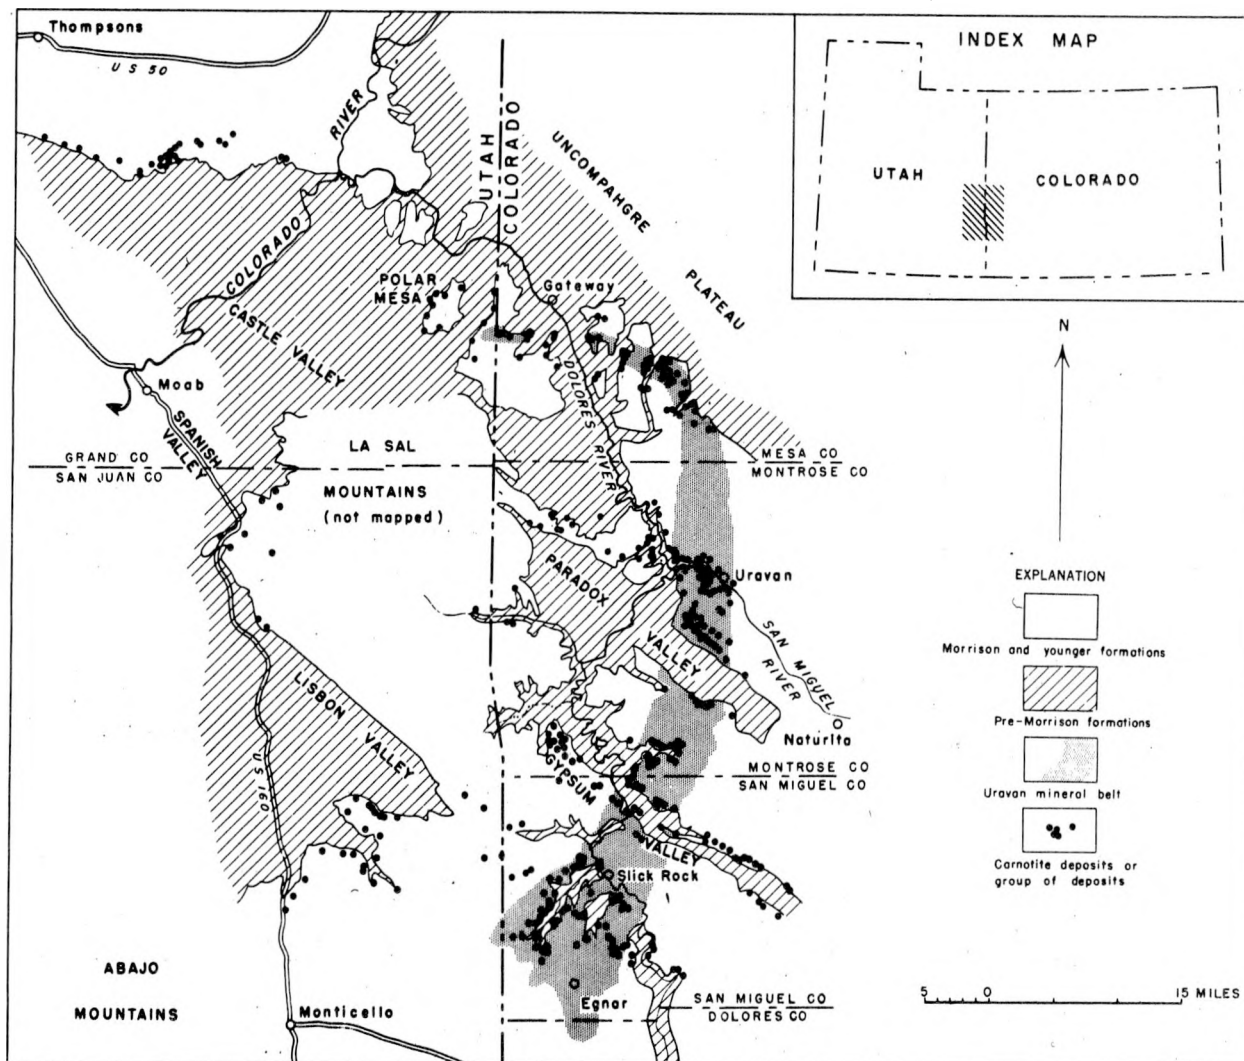 Thompsons
US 50
RIVER
UTAH
COLORADO
UNCOMPAHGRE
PLATEAU
COLORADO
POLAR
MESA
Gateway
CASTLE VALLEY
DOLORES RIVER
Moab
SPANISH
VALLEY
LA SAL
MOUNTAINS
(not mapped)
GRAND CO
SAN JUAN CO
MESA CO
MONTROSE CO
PARADOX
VALLEY
Uravan
SAN MIGUEL
RIVER
Naturita
LISBON
VALLEY
US 160
GYPSUM
VALLEY
MONTROSE CO
SAN MIGUEL CO
Slick Rock
Egnar
SAN MIGUEL CO
DOLORES CO
ABAJO
MOUNTAINS
Monticello
INDEX MAP
UTAH
COLORADO
N
EXPLANATION
Morrison and younger formations
Pre-Morrison formations
Uravan mineral belt
Carnotite deposits or
group of deposits
5 0 15 MILES